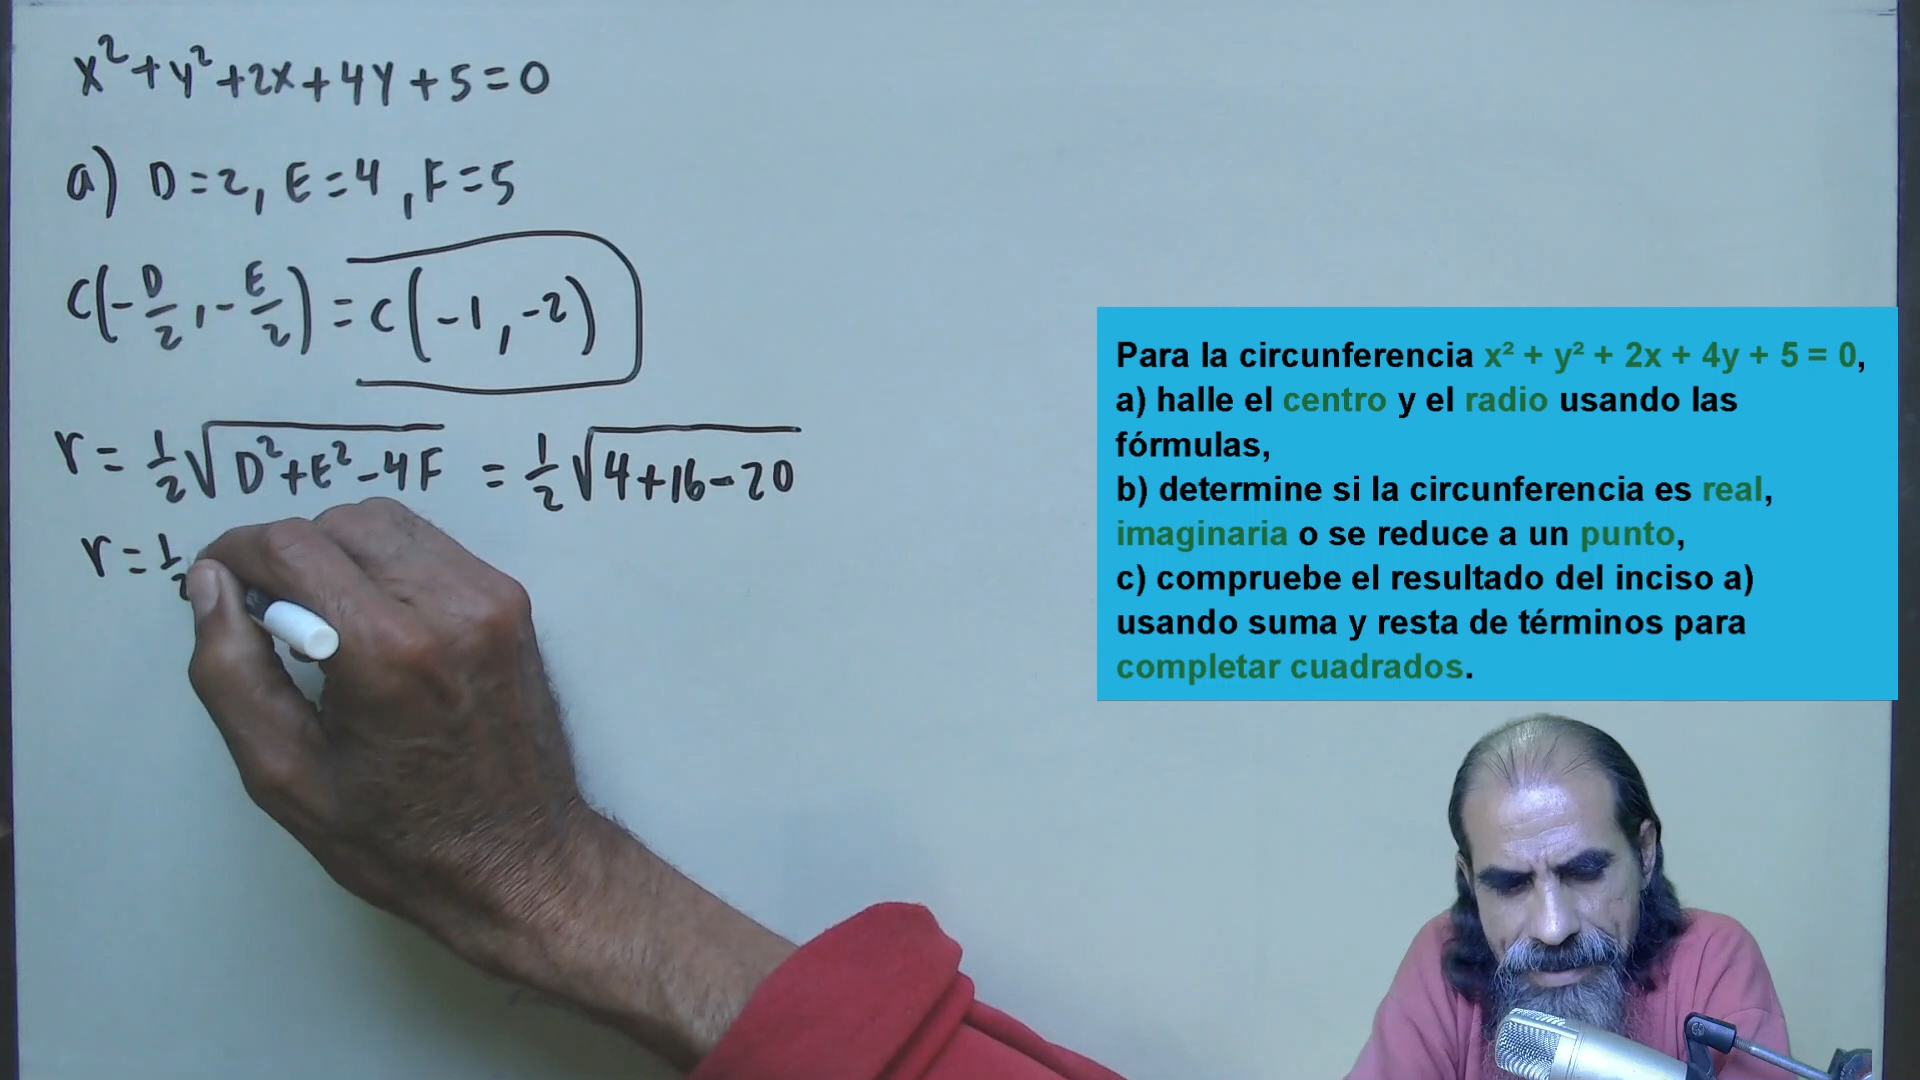 x²+y²+2x+4y+5=0
a) D=2, E=4, F=5
C(-D/2, -E/2) = C(-1, -2)
r = 1/2 √D²+E²-4F = 1/2 √4+16-20
r = 1/2
Para la circunferencia x² + y² + 2x + 4y + 5 = 0,
a) halle el centro y el radio usando las
fórmulas,
b) determine si la circunferencia es real,
imaginaria o se reduce a un punto,
c) compruebe el resultado del inciso a)
usando suma y resta de términos para
completar cuadrados.